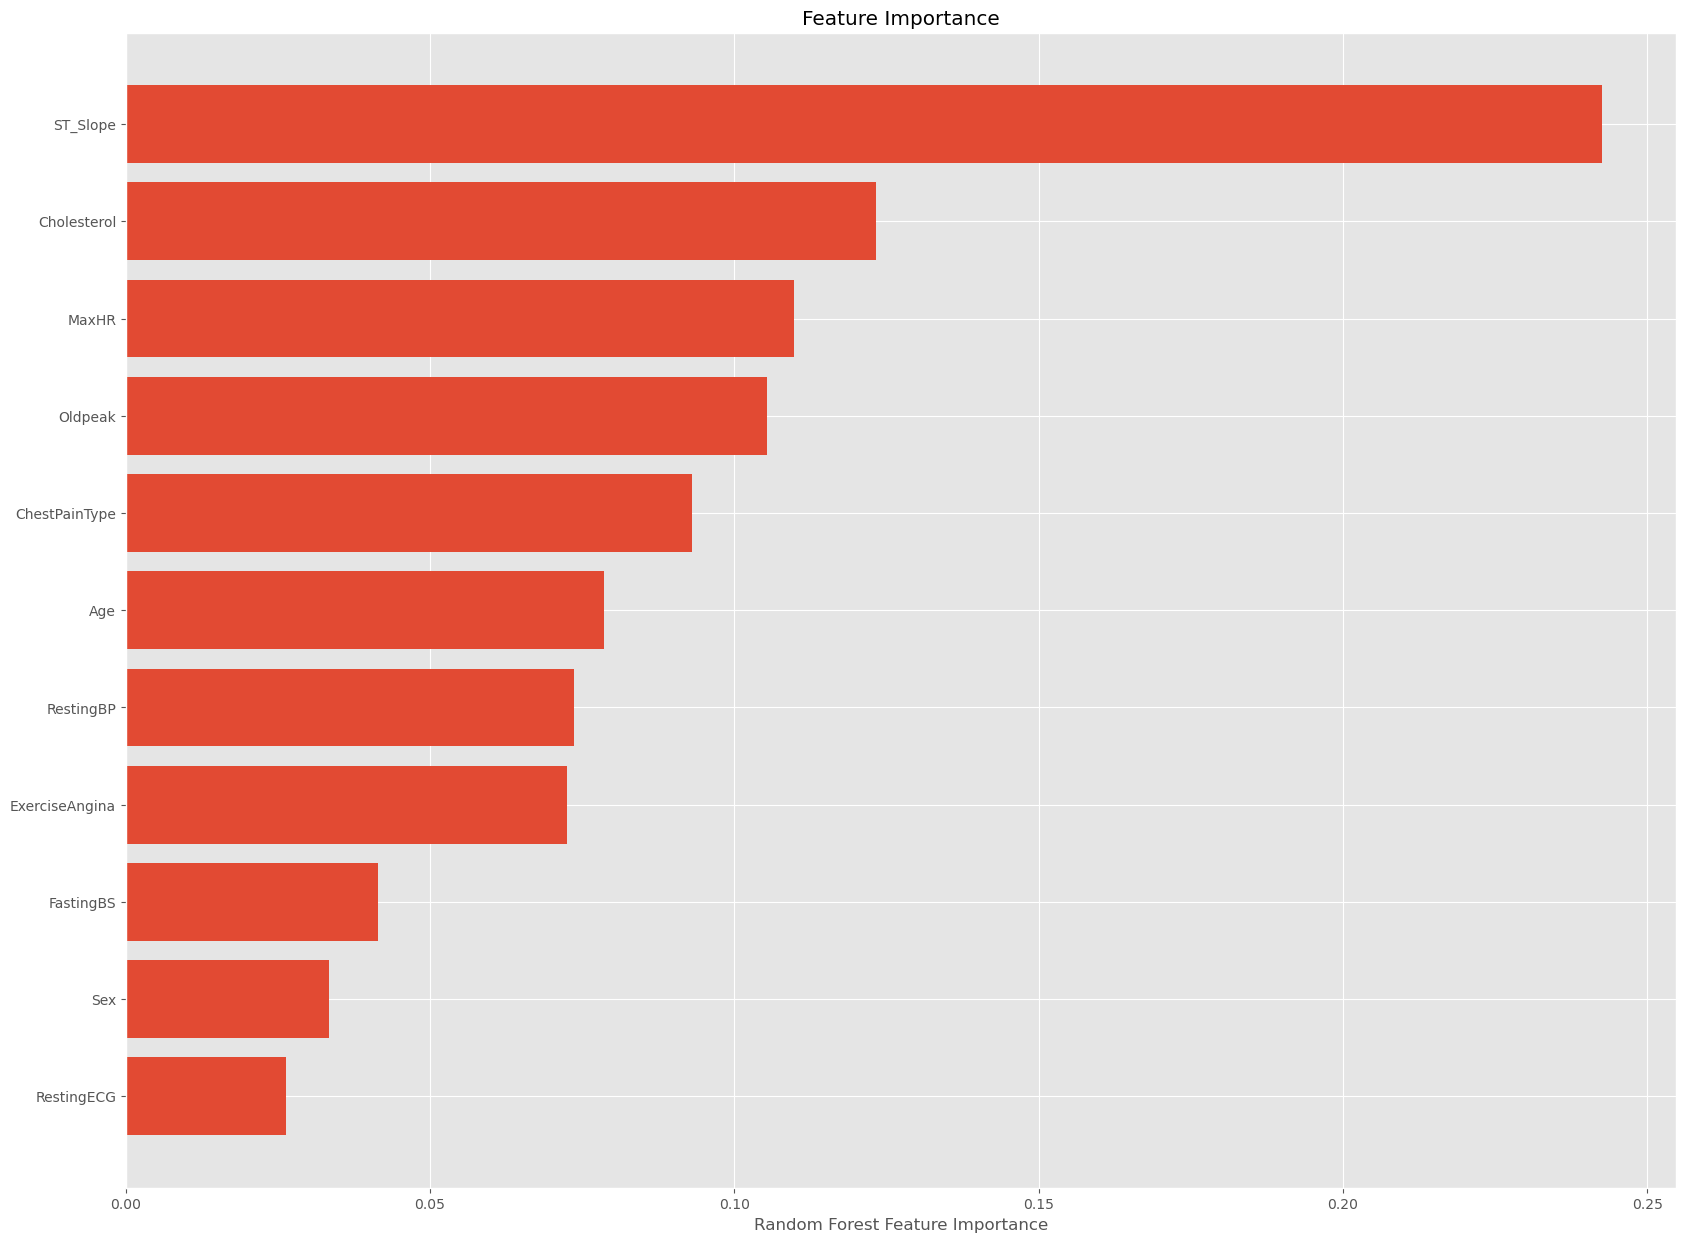 Feature Importance
ST_Slope
Cholesterol
MaxHR
Oldpeak
ChestPainType
Age
RestingBP
ExerciseAngina
FastingBS
Sex
RestingECG
0.00 0.05 0.10 0.15 0.20 0.25
Random Forest Feature Importance